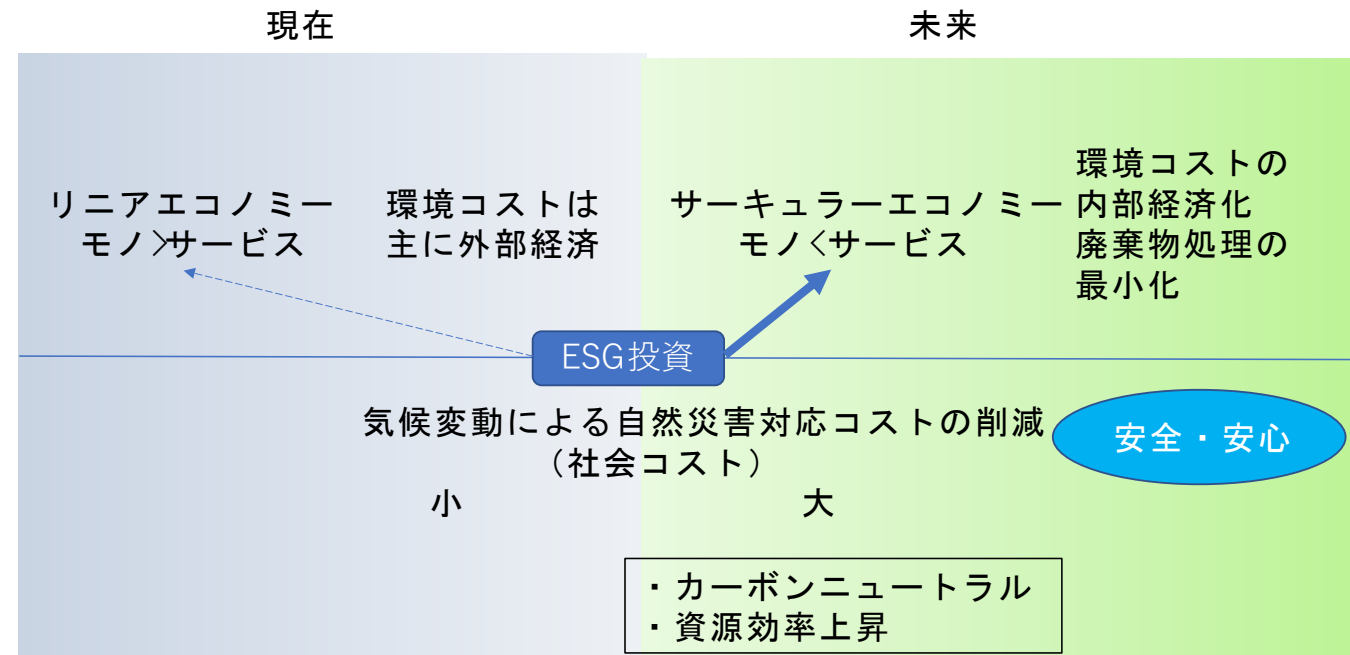 現在
未来
リニアエコノミー
モノ>サービス
環境コストは
主に外部経済
サーキュラーエコノミー
モノ<サービス
環境コストの
内部経済化
廃棄物処理の
最小化
ESG投資
気候変動による自然災害対応コストの削減
(社会コスト)
安全・安心
小
大
・カーボンニュートラル
・資源効率上昇